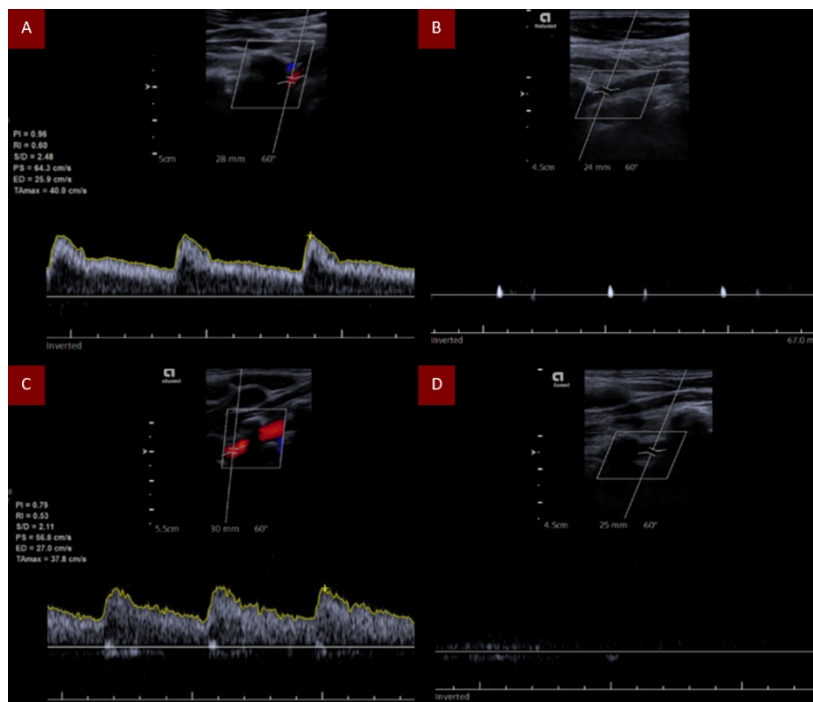 A
PI = 0.96
RI = 0.60
S/D = 2.48
PS = 64.3 cm/s
ED = 25.9 cm/s
TAmax = 40.0 cm/s
5cm 28 mm 60°
Inverted
B
4.5cm 24 mm 60°
Inverted 67.0 m
C
PI = 0.79
RI = 0.53
S/D = 2.11
PS = 56.8 cm/s
ED = 27.0 cm/s
TAmax = 37.8 cm/s
5.5cm 30 mm 60°
D
4.5cm 25 mm 60°
Inverted